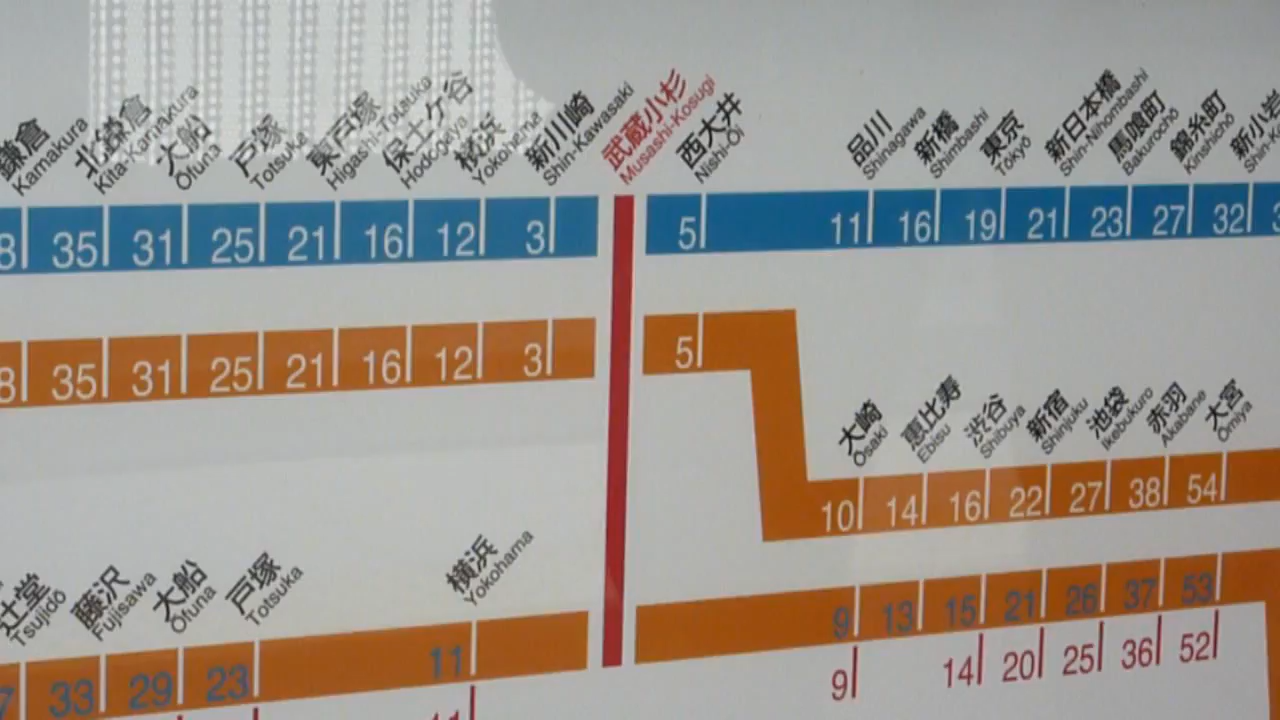 鎌倉
Kamakura
北鎌倉
Kita-Kamakura
大船
Ōfuna
戸塚
Totsuka
東戸塚
Higashi-Totsuka
保土ケ谷
Hodogaya
横浜
Yokohama
新川崎
Shin-Kawasaki
武蔵小杉
Musashi-Kosugi
西大井
Nishi-Ōi
品川
Shinagawa
新橋
Shimbashi
東京
Tōkyō
新日本橋
Shin-Nihombashi
馬喰町
Bakurochō
錦糸町
Kinshichō
新小岩
8 35 31 25 21 16 12 3 5 11 16 19 21 23 27 32
8 35 31 25 21 16 12 3 5
大崎
Ōsaki
恵比寿
Ebisu
渋谷
Shibuya
新宿
Shinjuku
池袋
Ikebukuro
赤羽
Akabane
大宮
Ōmiya
10 14 16 22 27 38 54
辻堂
Tsujidō
藤沢
Fujisawa
大船
Ōfuna
戸塚
Totsuka
横浜
Yokohama
7 33 29 23 11 9 13 15 21 26 37 53
11 9 14 20 25 36 52